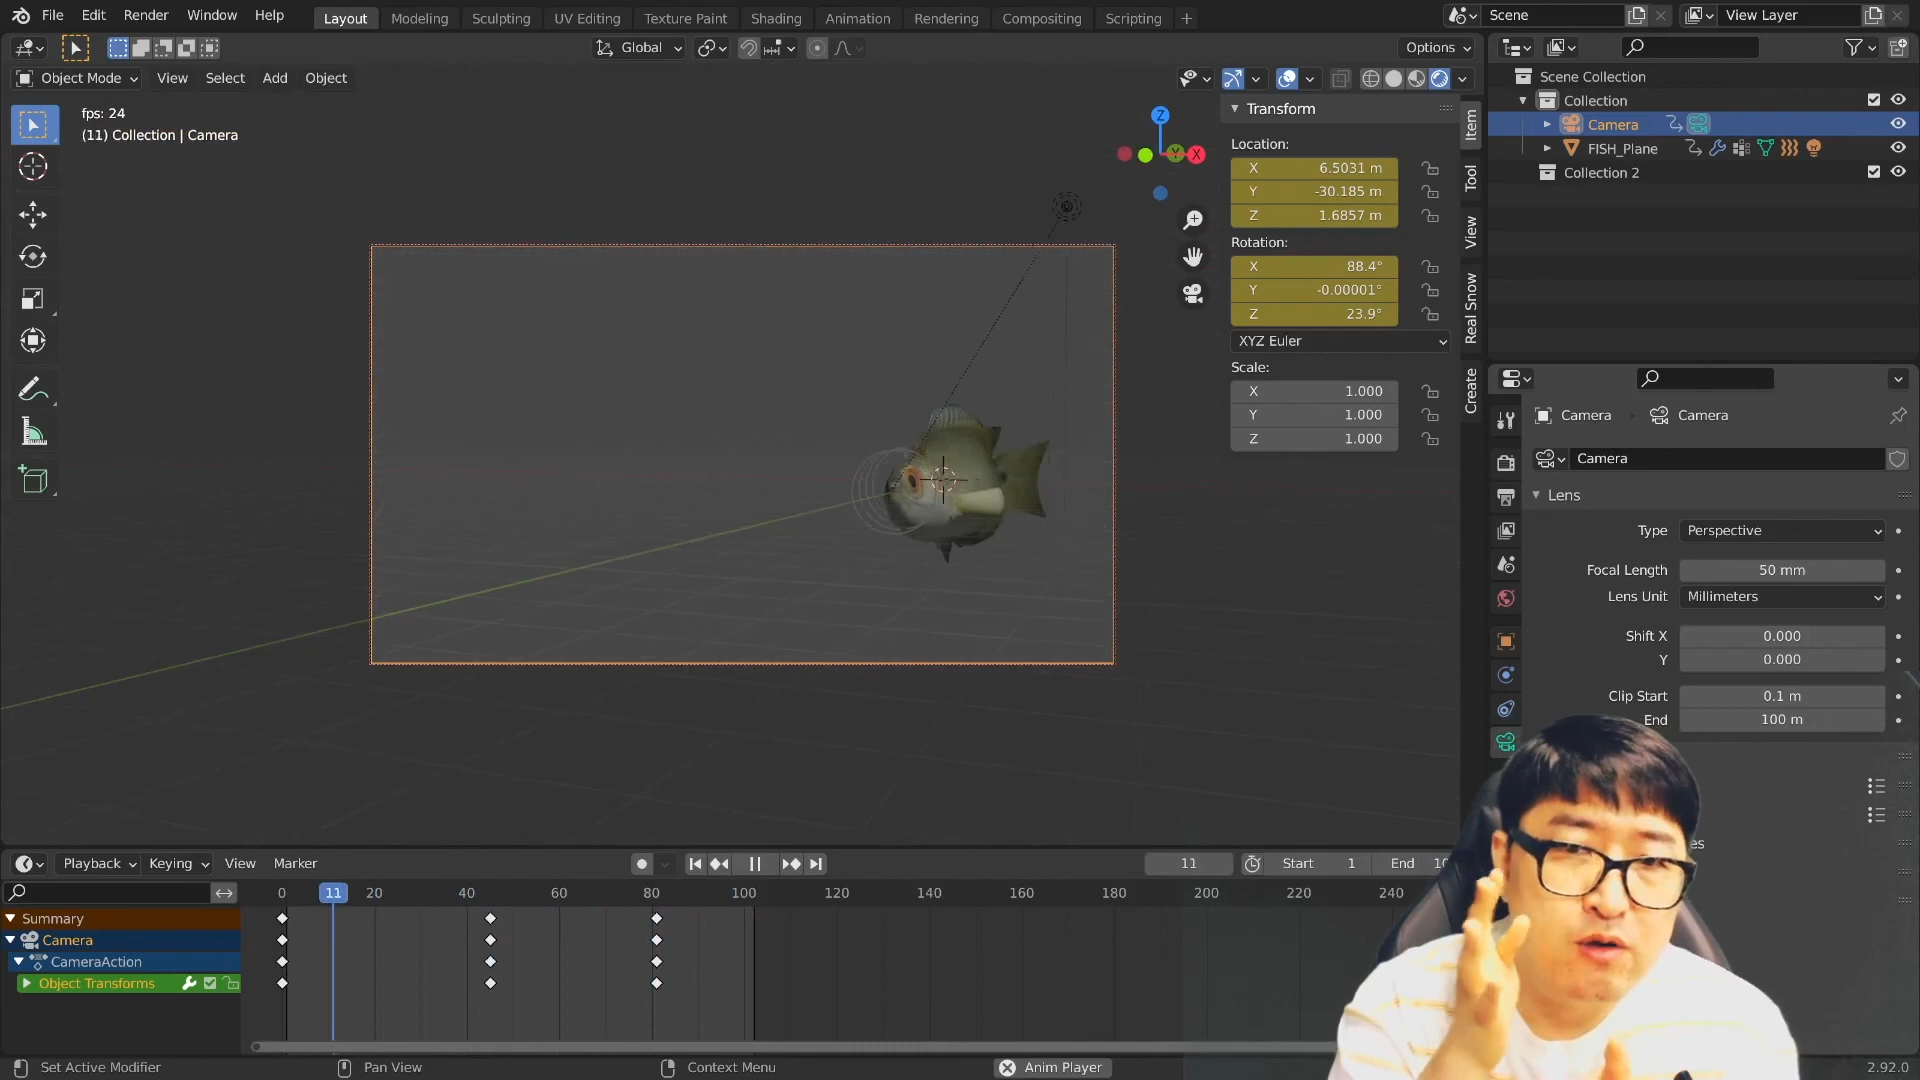 File Edit Render Window Help
Layout Modeling Sculpting UV Editing Texture Paint Shading Animation Rendering Compositing Scripting +
Scene
View Layer
Global
Options
Object Mode View Select Add Object
fps: 24
(11) Collection | Camera
Z
Y
X
Transform
Location:
X 6.5031 m
Y -30.185 m
Z 1.6857 m
Rotation:
X 88.4°
Y -0.00001°
Z 23.9°
XYZ Euler
Scale:
X 1.000
Y 1.000
Z 1.000
Item
Tool
View
Real Snow
Create
Scene Collection
Collection
Camera
FISH_Plane
Collection 2
Camera Camera
Camera
Lens
Type Perspective
Focal Length 50 mm
Lens Unit Millimeters
Shift X 0.000
Y 0.000
Clip Start 0.1 m
End 100 m
es
Playback Keying View Marker
11
Start 1
End 10
0 11 20 40 60 80 100 120 140 160 180 200 220 240
Summary
Camera
CameraAction
Object Transforms
Set Active Modifier
Pan View
Context Menu
Anim Player
2.92.0